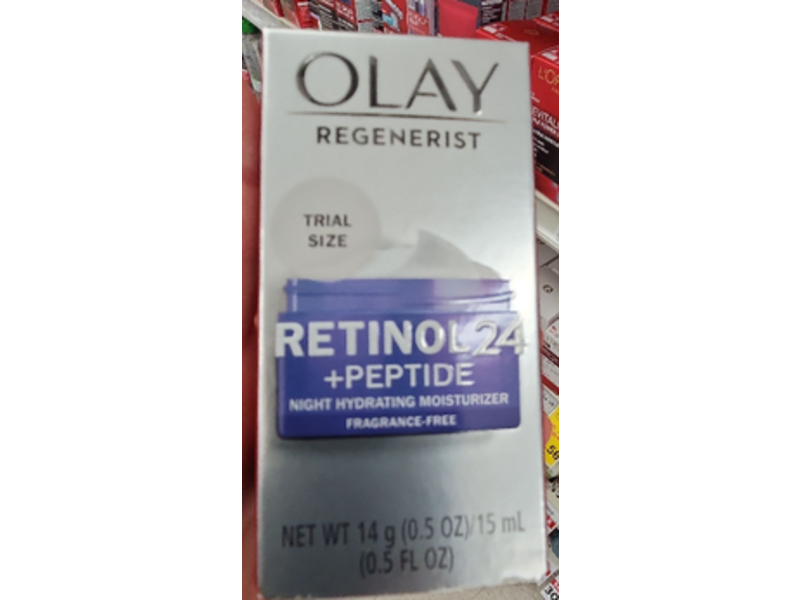 OLAY
REGENERIST
TRIAL
SIZE
RETINOL24
+PEPTIDE
NIGHT HYDRATING MOISTURIZER
FRAGRANCE-FREE
NET WT 14 g (0.5 OZ)/15 mL
(0.5 FL OZ)